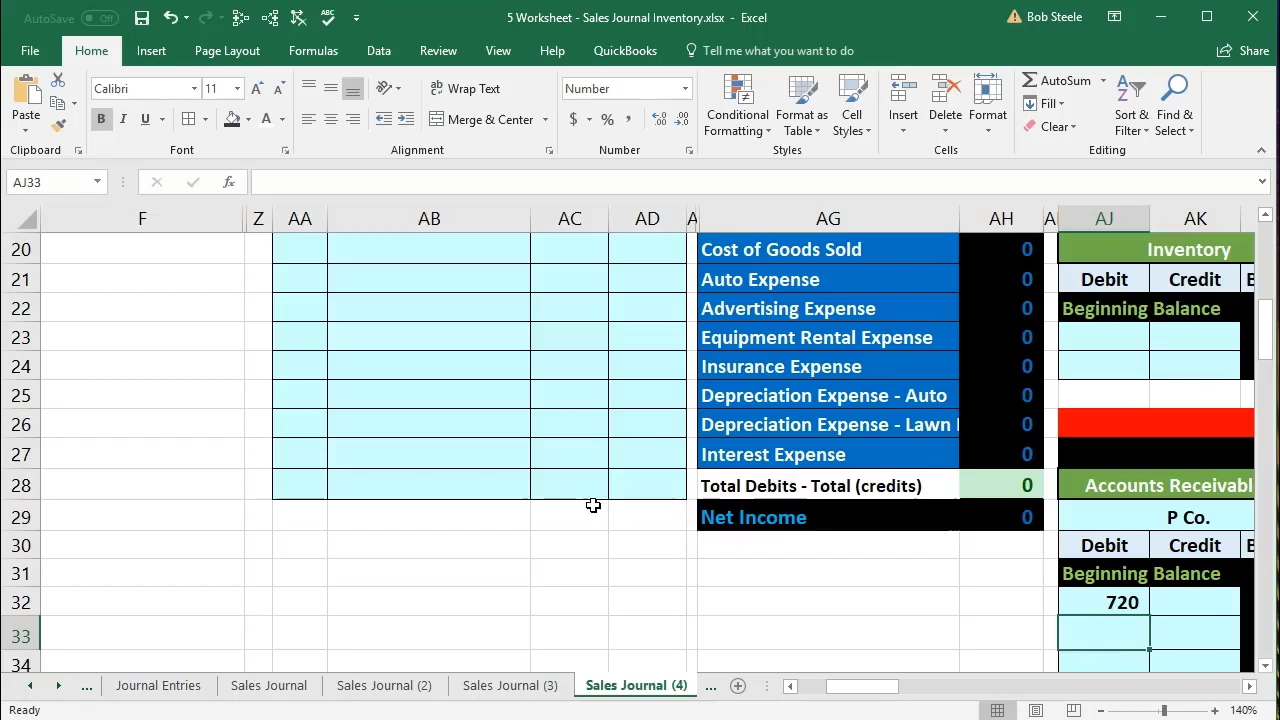 AutoSave Off 5 Worksheet - Sales Journal Inventory.xlsx - Excel Bob Steele
File Home Insert Page Layout Formulas Data Review View Help QuickBooks Tell me what you want to do Share
Paste Calibri 11 Wrap Text Number Conditional Formatting Format as Table Cell Styles Insert Delete Format AutoSum Sort & Filter Find & Select
B I U Merge & Center $ % , Fill
Clear
Clipboard Font Alignment Number Styles Cells Editing
AJ33 fx
F Z AA AB AC AD A AG AH A AJ AK
20 Cost of Goods Sold 0 Inventory
21 Auto Expense 0 Debit Credit B
22 Advertising Expense 0 Beginning Balance
23 Equipment Rental Expense 0
24 Insurance Expense 0
25 Depreciation Expense - Auto 0
26 Depreciation Expense - Lawn 0
27 Interest Expense 0
28 Total Debits - Total (credits) 0 Accounts Receivabl
29 Net Income 0 P Co.
30 Debit Credit B
31 Beginning Balance
32 720
33
34
... Journal Entries Sales Journal Sales Journal (2) Sales Journal (3) Sales Journal (4) ...
Ready 140%